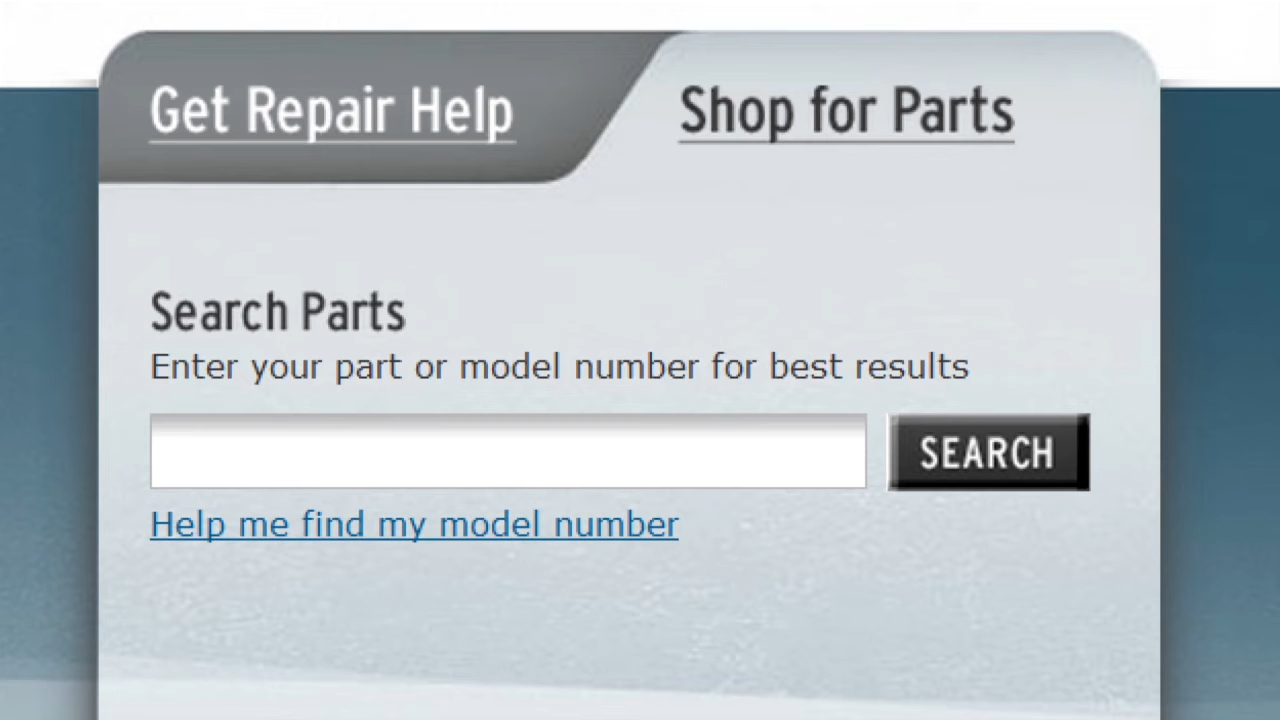 Get Repair Help
Shop for Parts
Search Parts
Enter your part or model number for best results
SEARCH
Help me find my model number